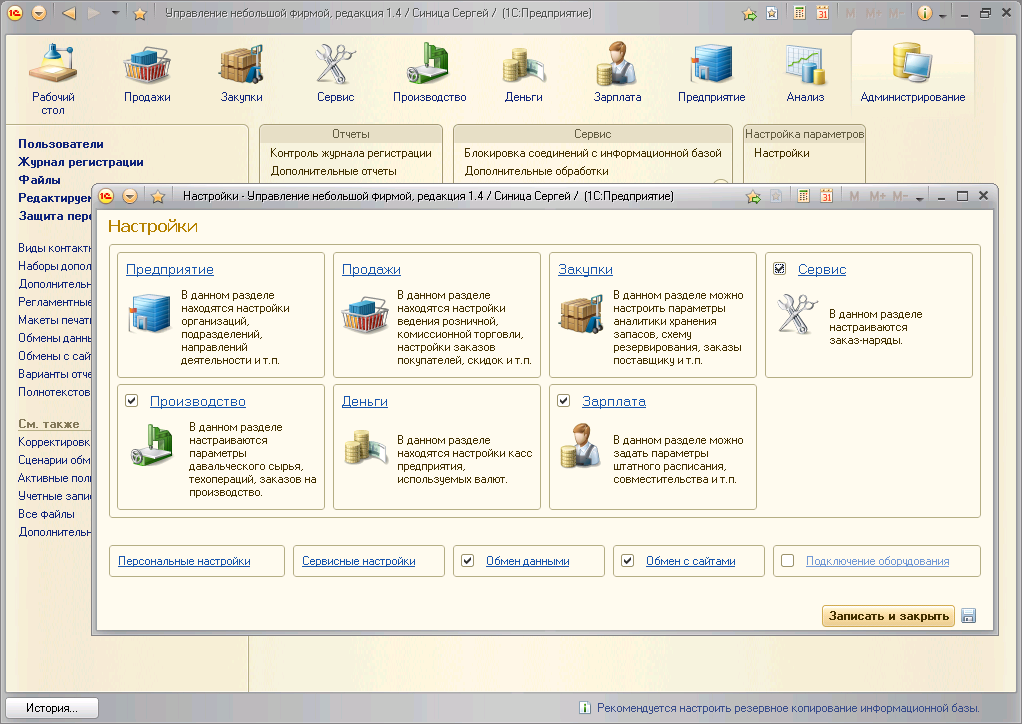 Управление небольшой фирмой, редакция 1.4 / Синица Сергей / (1С:Предприятие)
M M+ M-
Рабочий стол
Продажи
Закупки
Сервис
Производство
Деньги
Зарплата
Предприятие
Анализ
Администрирование
Пользователи
Журнал регистрации
Файлы
Редактируем
Защита пер
Виды контакт
Наборы допол
Дополнитель
Регламентные
Макеты печат
Обмены данн
Обмены с сай
Варианты отче
Полнотекстов
См. также
Корректировк
Сценарии обм
Активные пол
Учетные запи
Все файлы
Дополнительн
Отчеты
Контроль журнала регистрации
Дополнительные отчеты
Сервис
Блокировка соединений с информационной базой
Дополнительные обработки
Настройка параметров
Настройки
Настройки - Управление небольшой фирмой, редакция 1.4 / Синица Сергей / (1С:Предприятие)
M M+ M-
Настройки
Предприятие
В данном разделе
находятся настройки
организаций,
подразделений,
направлений
деятельности и т.п.
Продажи
В данном разделе
находятся настройки
ведения розничной,
комиссионной торговли,
настройки заказов
покупателей, скидок и т.п.
Закупки
В данном разделе можно
настроить параметры
аналитики хранения
запасов, схему
резервирования, заказы
поставщику и т.п.
Сервис
В данном разделе
настраиваются
заказ-наряды.
Производство
В данном разделе
настраиваются
параметры
давальческого сырья,
техопераций, заказов на
производство.
Деньги
В данном разделе
находятся настройки касс
предприятия,
используемых валют.
Зарплата
В данном разделе можно
задать параметры
штатного расписания,
совместительства и т.п.
Персональные настройки
Сервисные настройки
Обмен данными
Обмен с сайтами
Подключение оборудования
Записать и закрыть
История...
Рекомендуется настроить резервное копирование информационной базы.